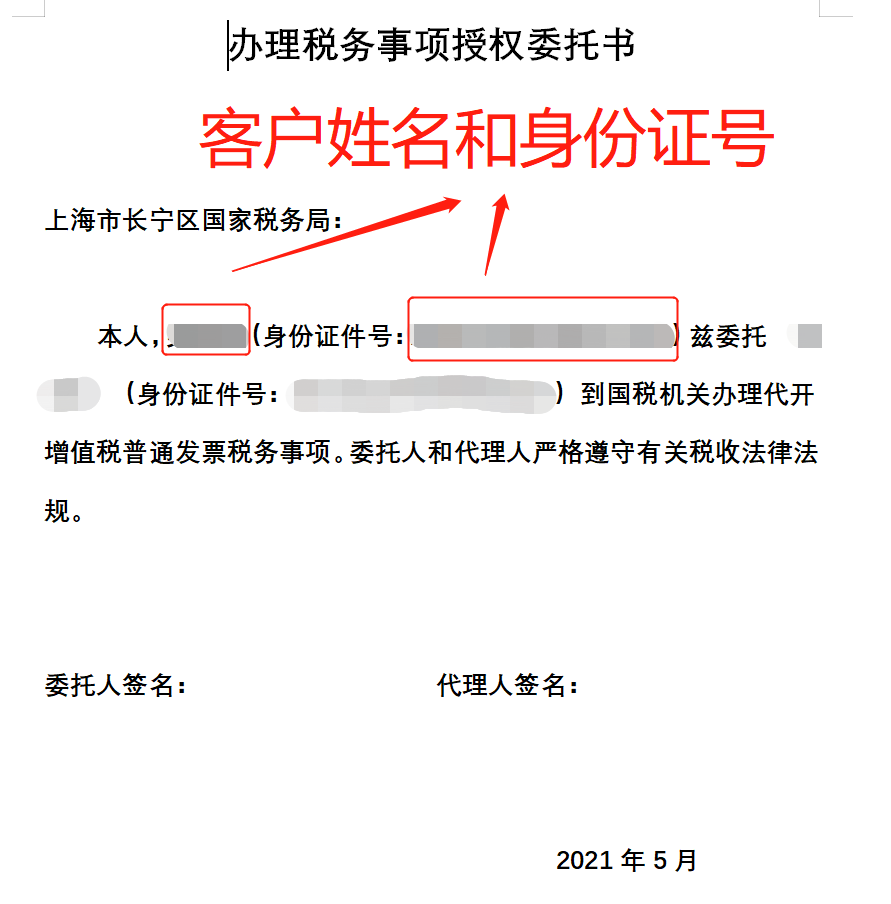 办理税务事项授权委托书
客户姓名和身份证号
上海市长宁区国家税务局：
本人，（身份证件号：）兹委托
（身份证件号：）到国税机关办理代开
增值税普通发票税务事项。委托人和代理人严格遵守有关税收法律法
规。
委托人签名： 代理人签名：
2021 年 5 月